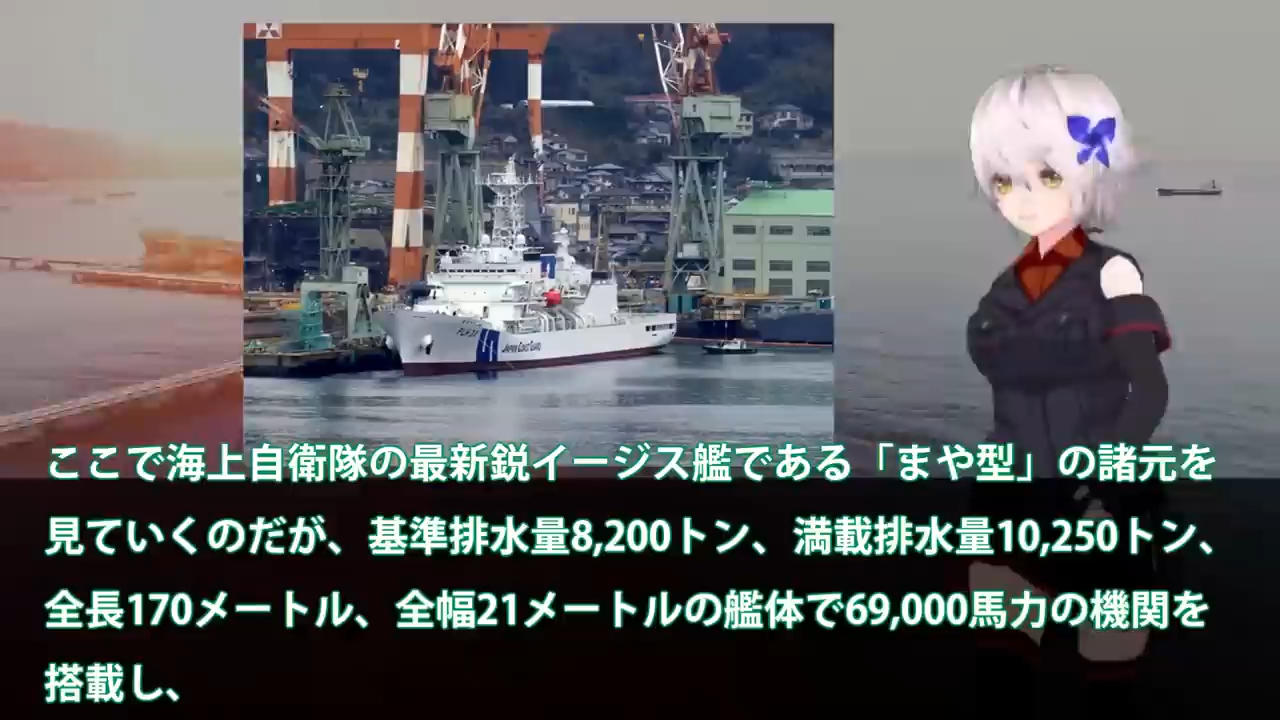 JAPAN COAST GUARD
ここで海上自衛隊の最新鋭イージス艦である「まや型」の諸元を
見ていくのだが、基準排水量8,200トン、満載排水量10,250トン、
全長170メートル、全幅21メートルの艦体で69,000馬力の機関を
搭載し、